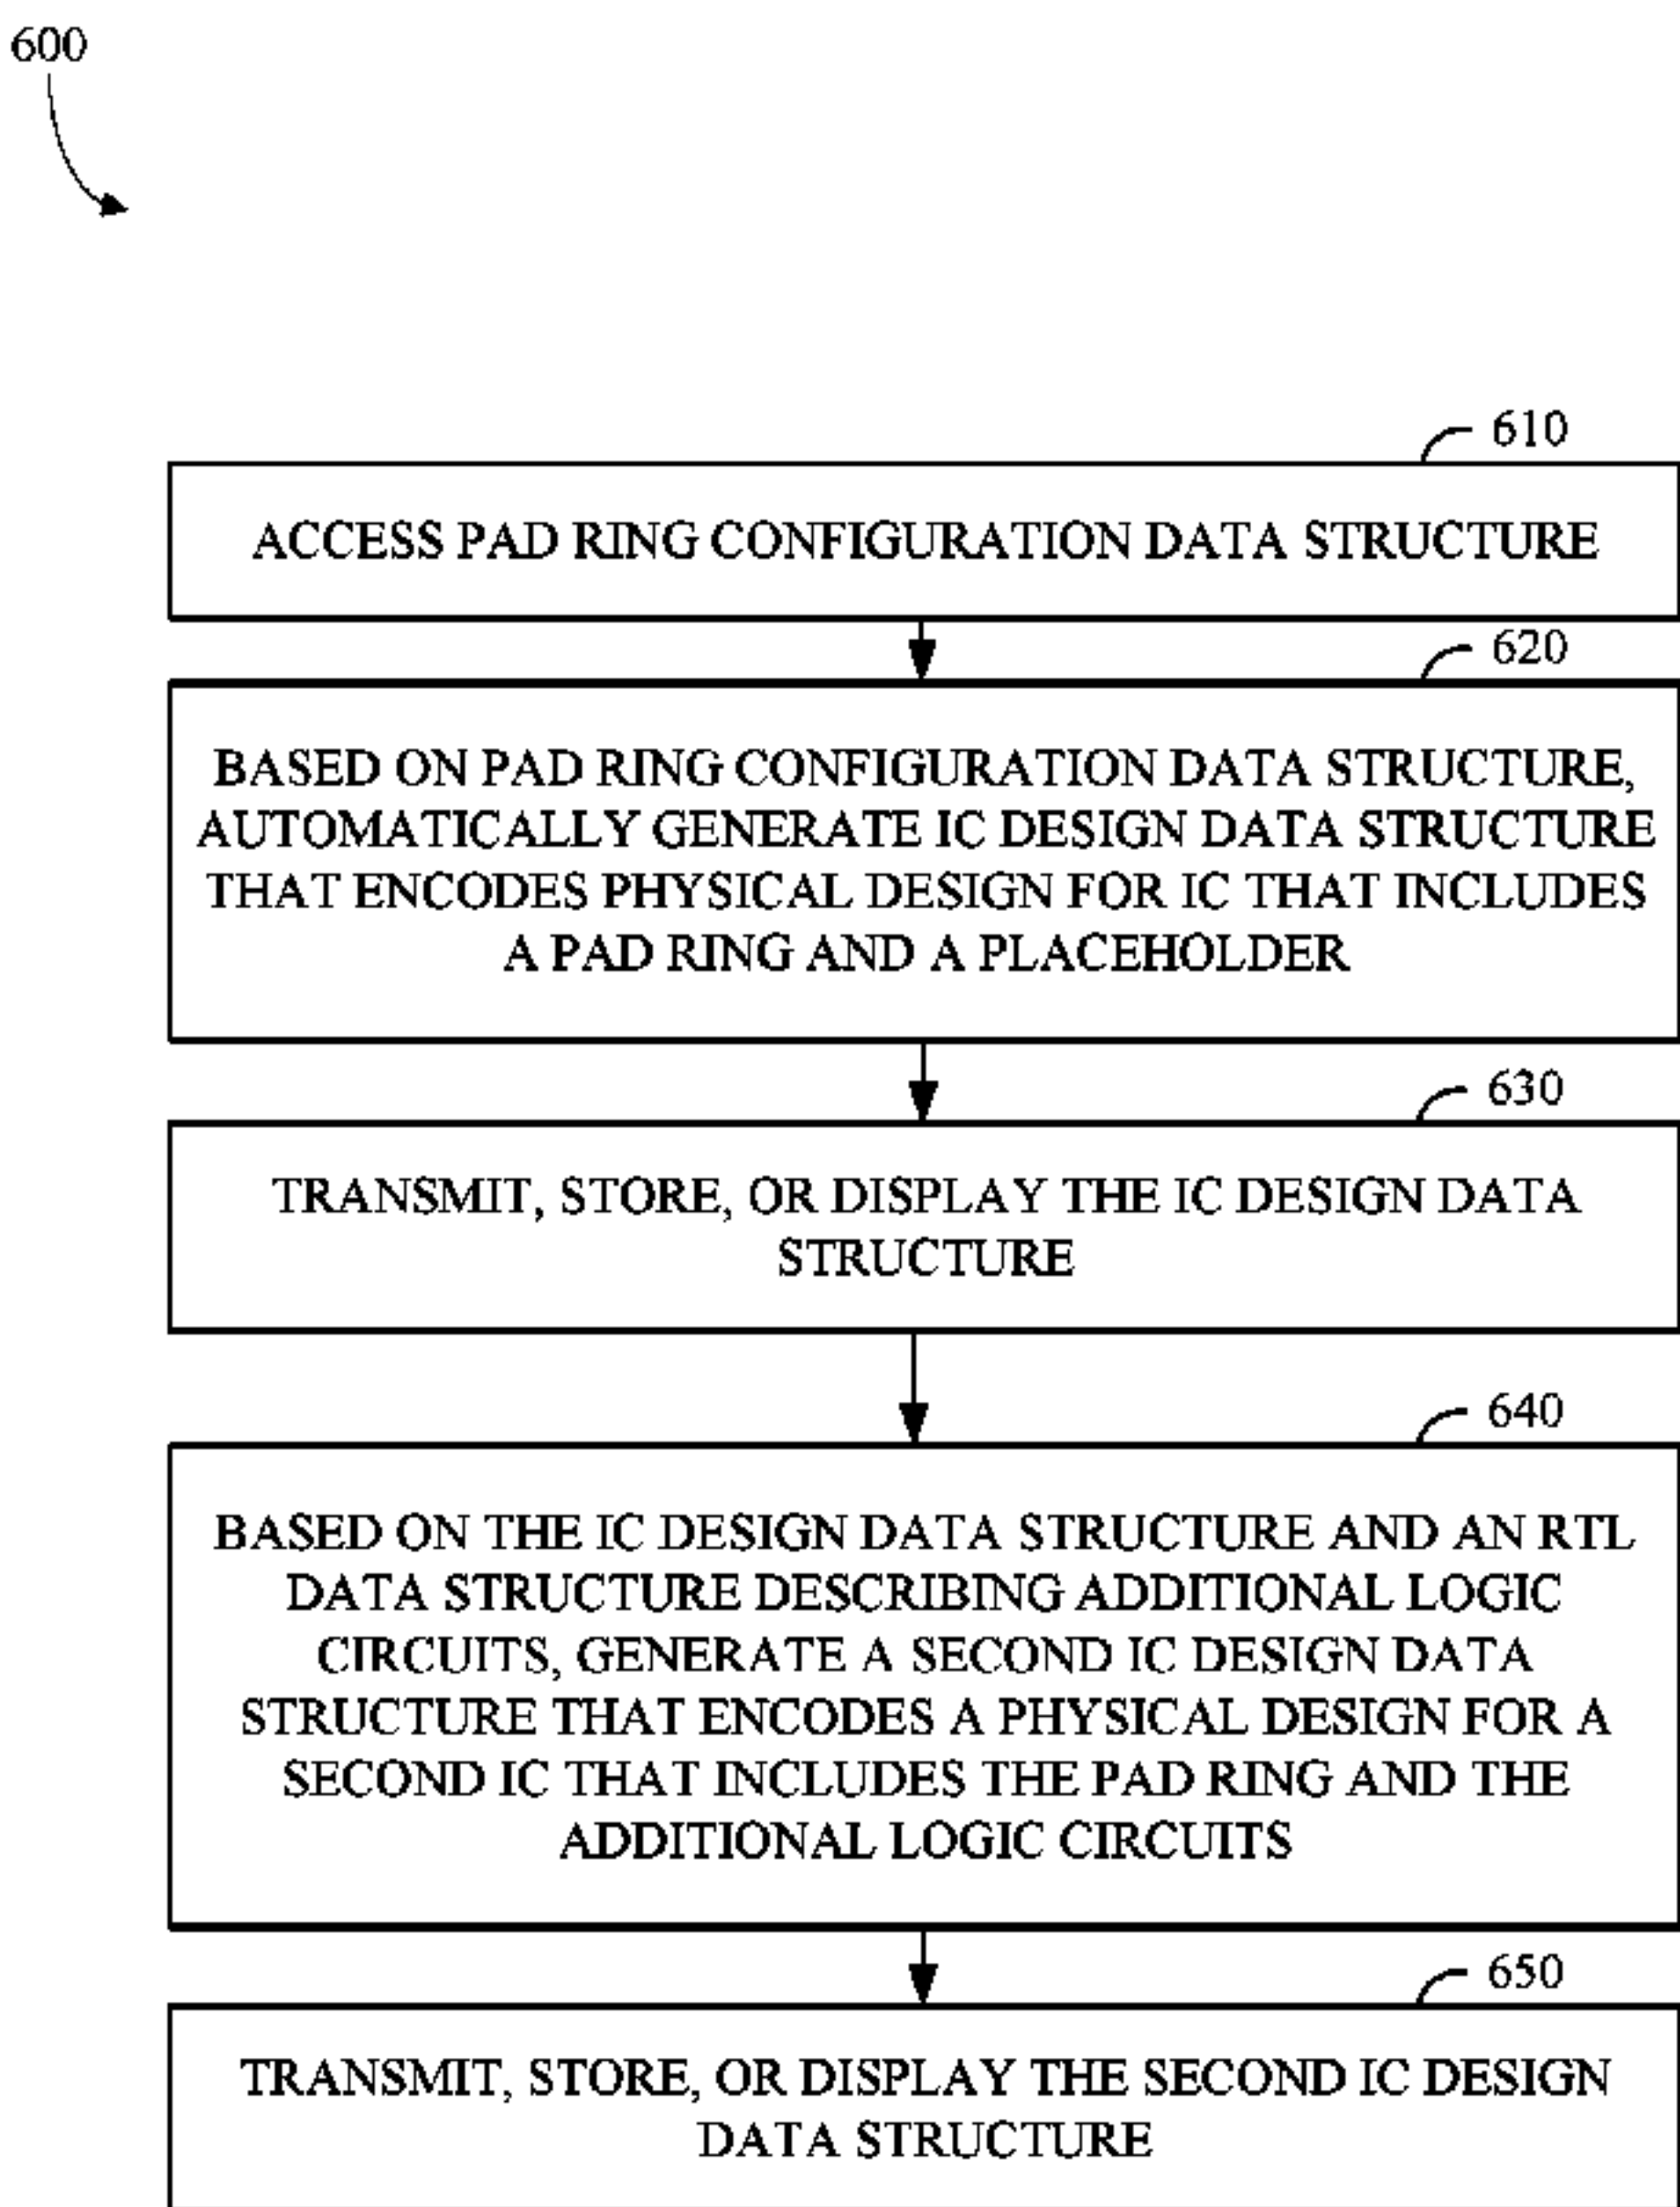 600
610
ACCESS PAD RING CONFIGURATION DATA STRUCTURE
620
BASED ON PAD RING CONFIGURATION DATA STRUCTURE,
AUTOMATICALLY GENERATE IC DESIGN DATA STRUCTURE
THAT ENCODES PHYSICAL DESIGN FOR IC THAT INCLUDES
A PAD RING AND A PLACEHOLDER
630
TRANSMIT, STORE, OR DISPLAY THE IC DESIGN DATA
STRUCTURE
640
BASED ON THE IC DESIGN DATA STRUCTURE AND AN RTL
DATA STRUCTURE DESCRIBING ADDITIONAL LOGIC
CIRCUITS, GENERATE A SECOND IC DESIGN DATA
STRUCTURE THAT ENCODES A PHYSICAL DESIGN FOR A
SECOND IC THAT INCLUDES THE PAD RING AND THE
ADDITIONAL LOGIC CIRCUITS
650
TRANSMIT, STORE, OR DISPLAY THE SECOND IC DESIGN
DATA STRUCTURE